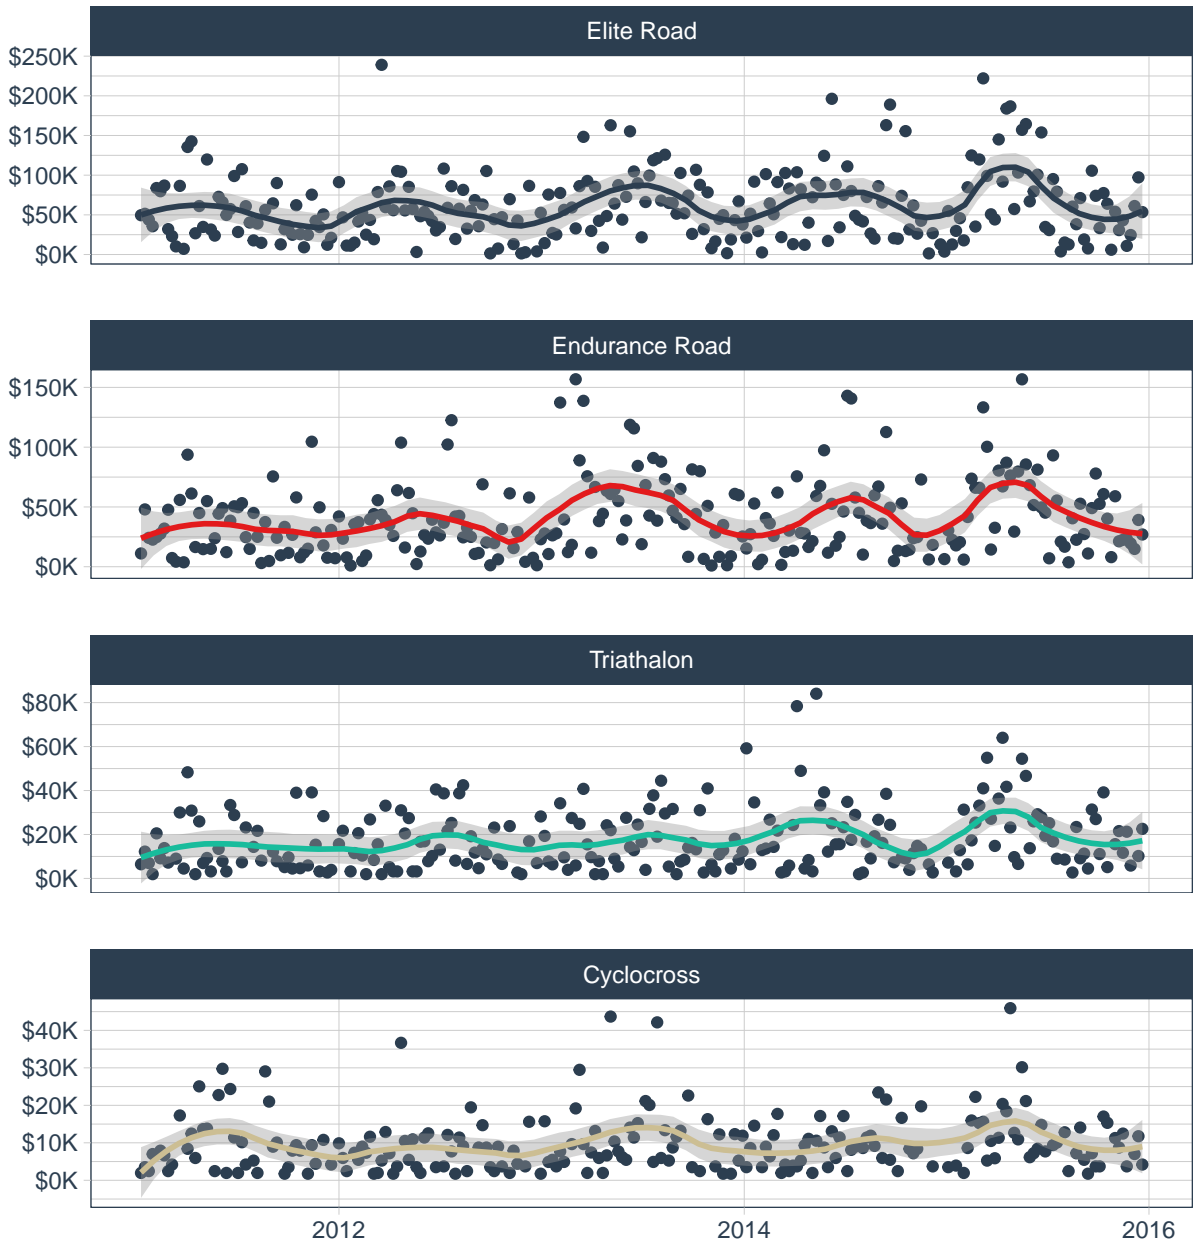 Elite Road
$250K
$200K
$150K
$100K
$50K
$0K
Endurance Road
$150K
$100K
$50K
$0K
Triathalon
$80K
$60K
$40K
$20K
$0K
Cyclocross
$40K
$30K
$20K
$10K
$0K
2012 2014 2016